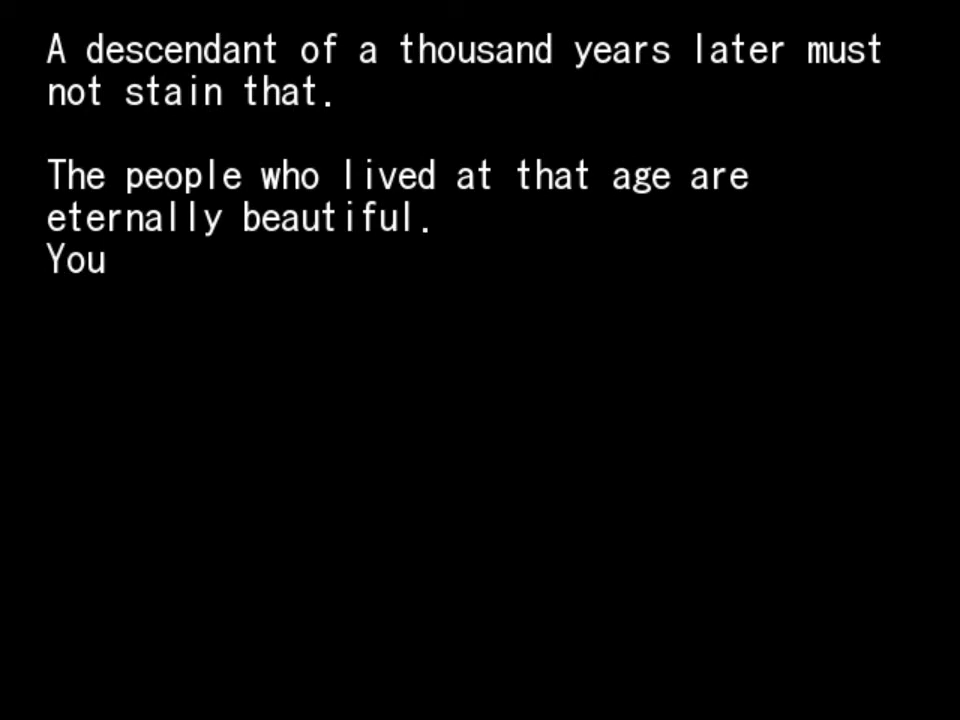 A descendant of a thousand years later must
not stain that.
The people who lived at that age are
eternally beautiful.
You